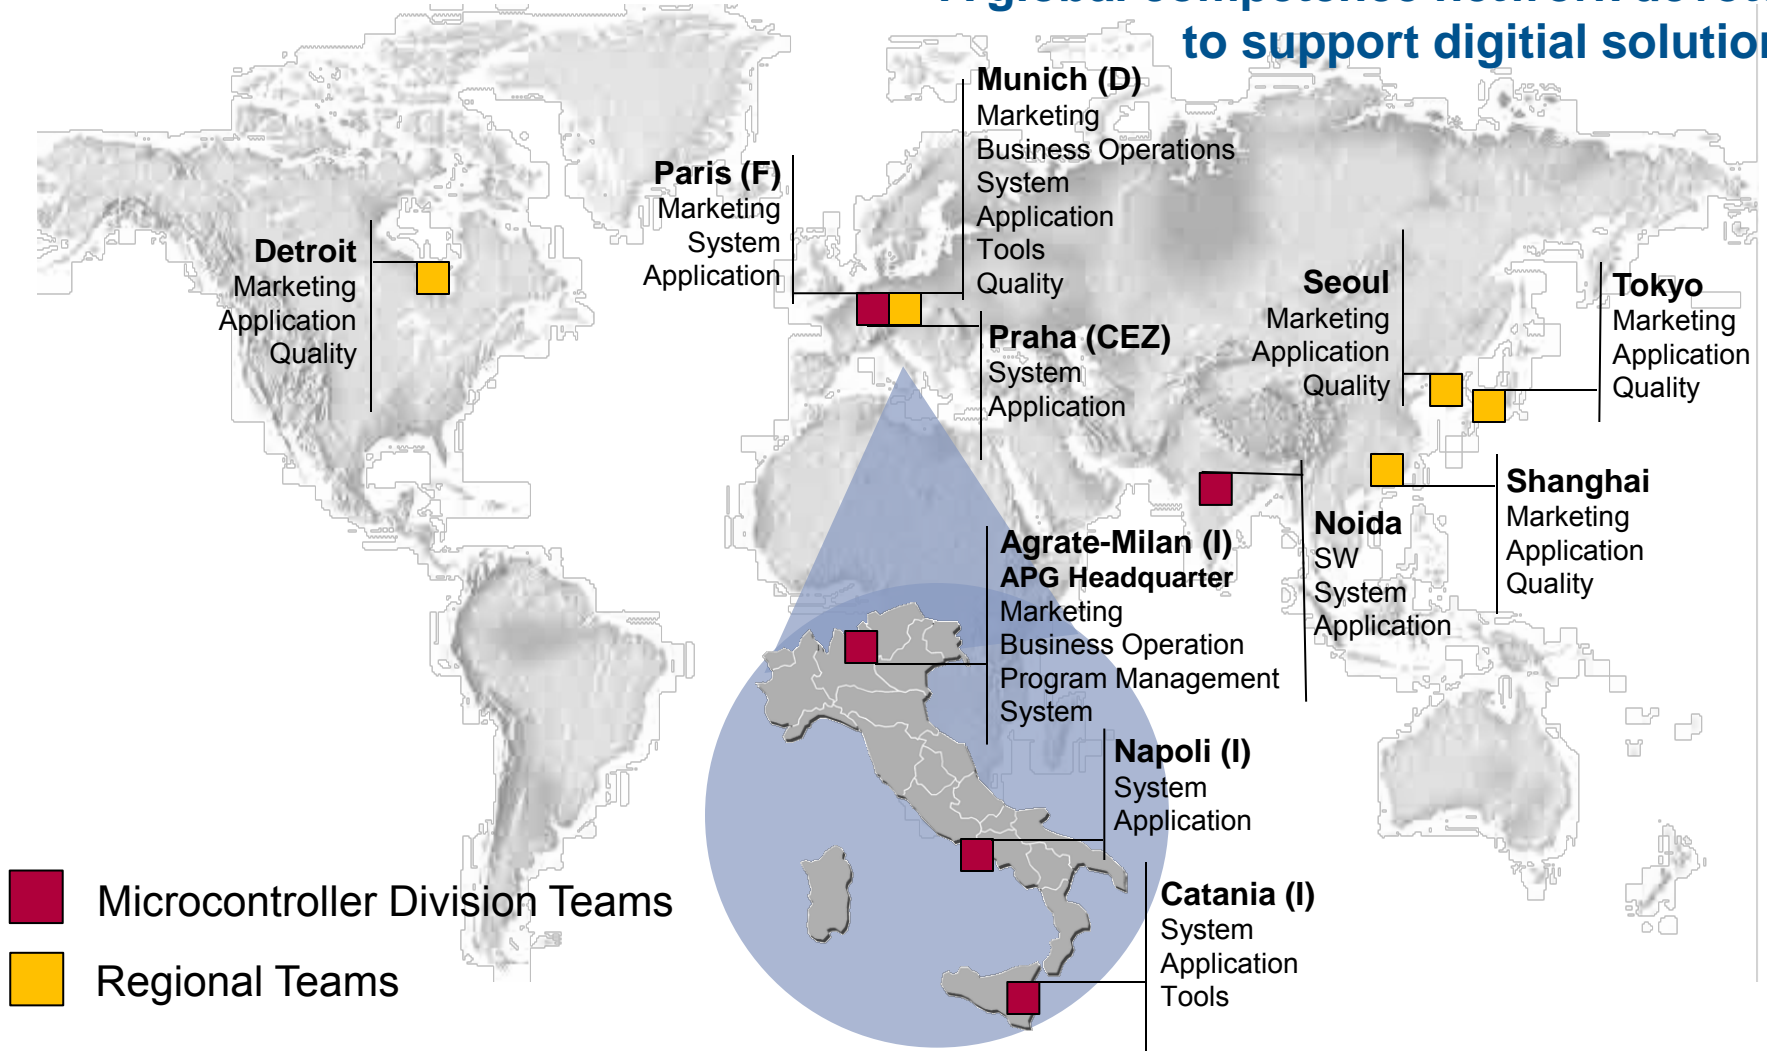 to support digitial solution
Munich (D)
Marketing
Business Operations
System
Application
Tools
Quality
Paris (F)
Marketing
System
Application
Detroit
Marketing
Application
Quality
Praha (CEZ)
System
Application
Seoul
Marketing
Application
Quality
Tokyo
Marketing
Application
Quality
Shanghai
Marketing
Application
Quality
Noida
SW
System
Application
Agrate-Milan (I)
APG Headquarter
Marketing
Business Operation
Program Management
System
Napoli (I)
System
Application
Catania (I)
System
Application
Tools
Microcontroller Division Teams
Regional Teams